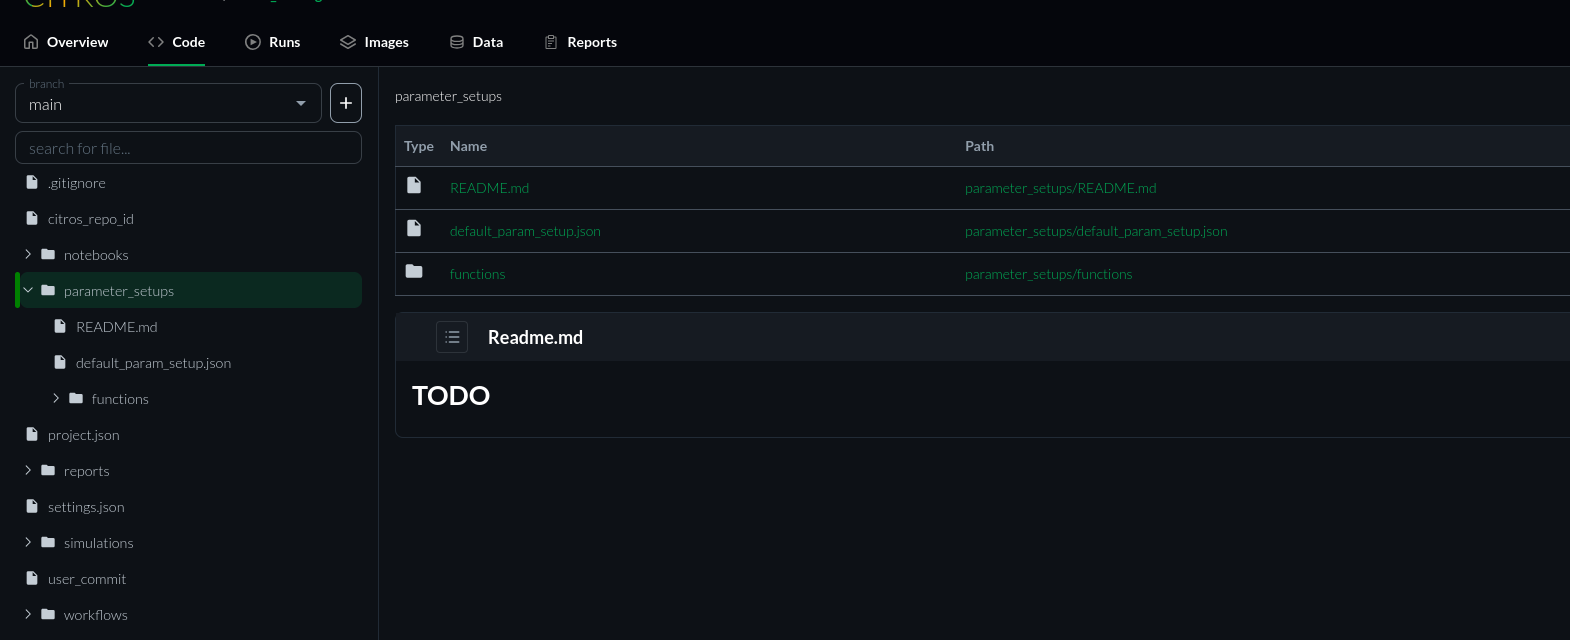 CITROS
Overview Code Runs Images Data Reports
branch
main
+
search for file...
.gitignore
citros_repo_id
notebooks
parameter_setups
README.md
default_param_setup.json
functions
project.json
reports
settings.json
simulations
user_commit
workflows
parameter_setups
Type Name Path
README.md parameter_setups/README.md
default_param_setup.json parameter_setups/default_param_setup.json
functions parameter_setups/functions
Readme.md
TODO